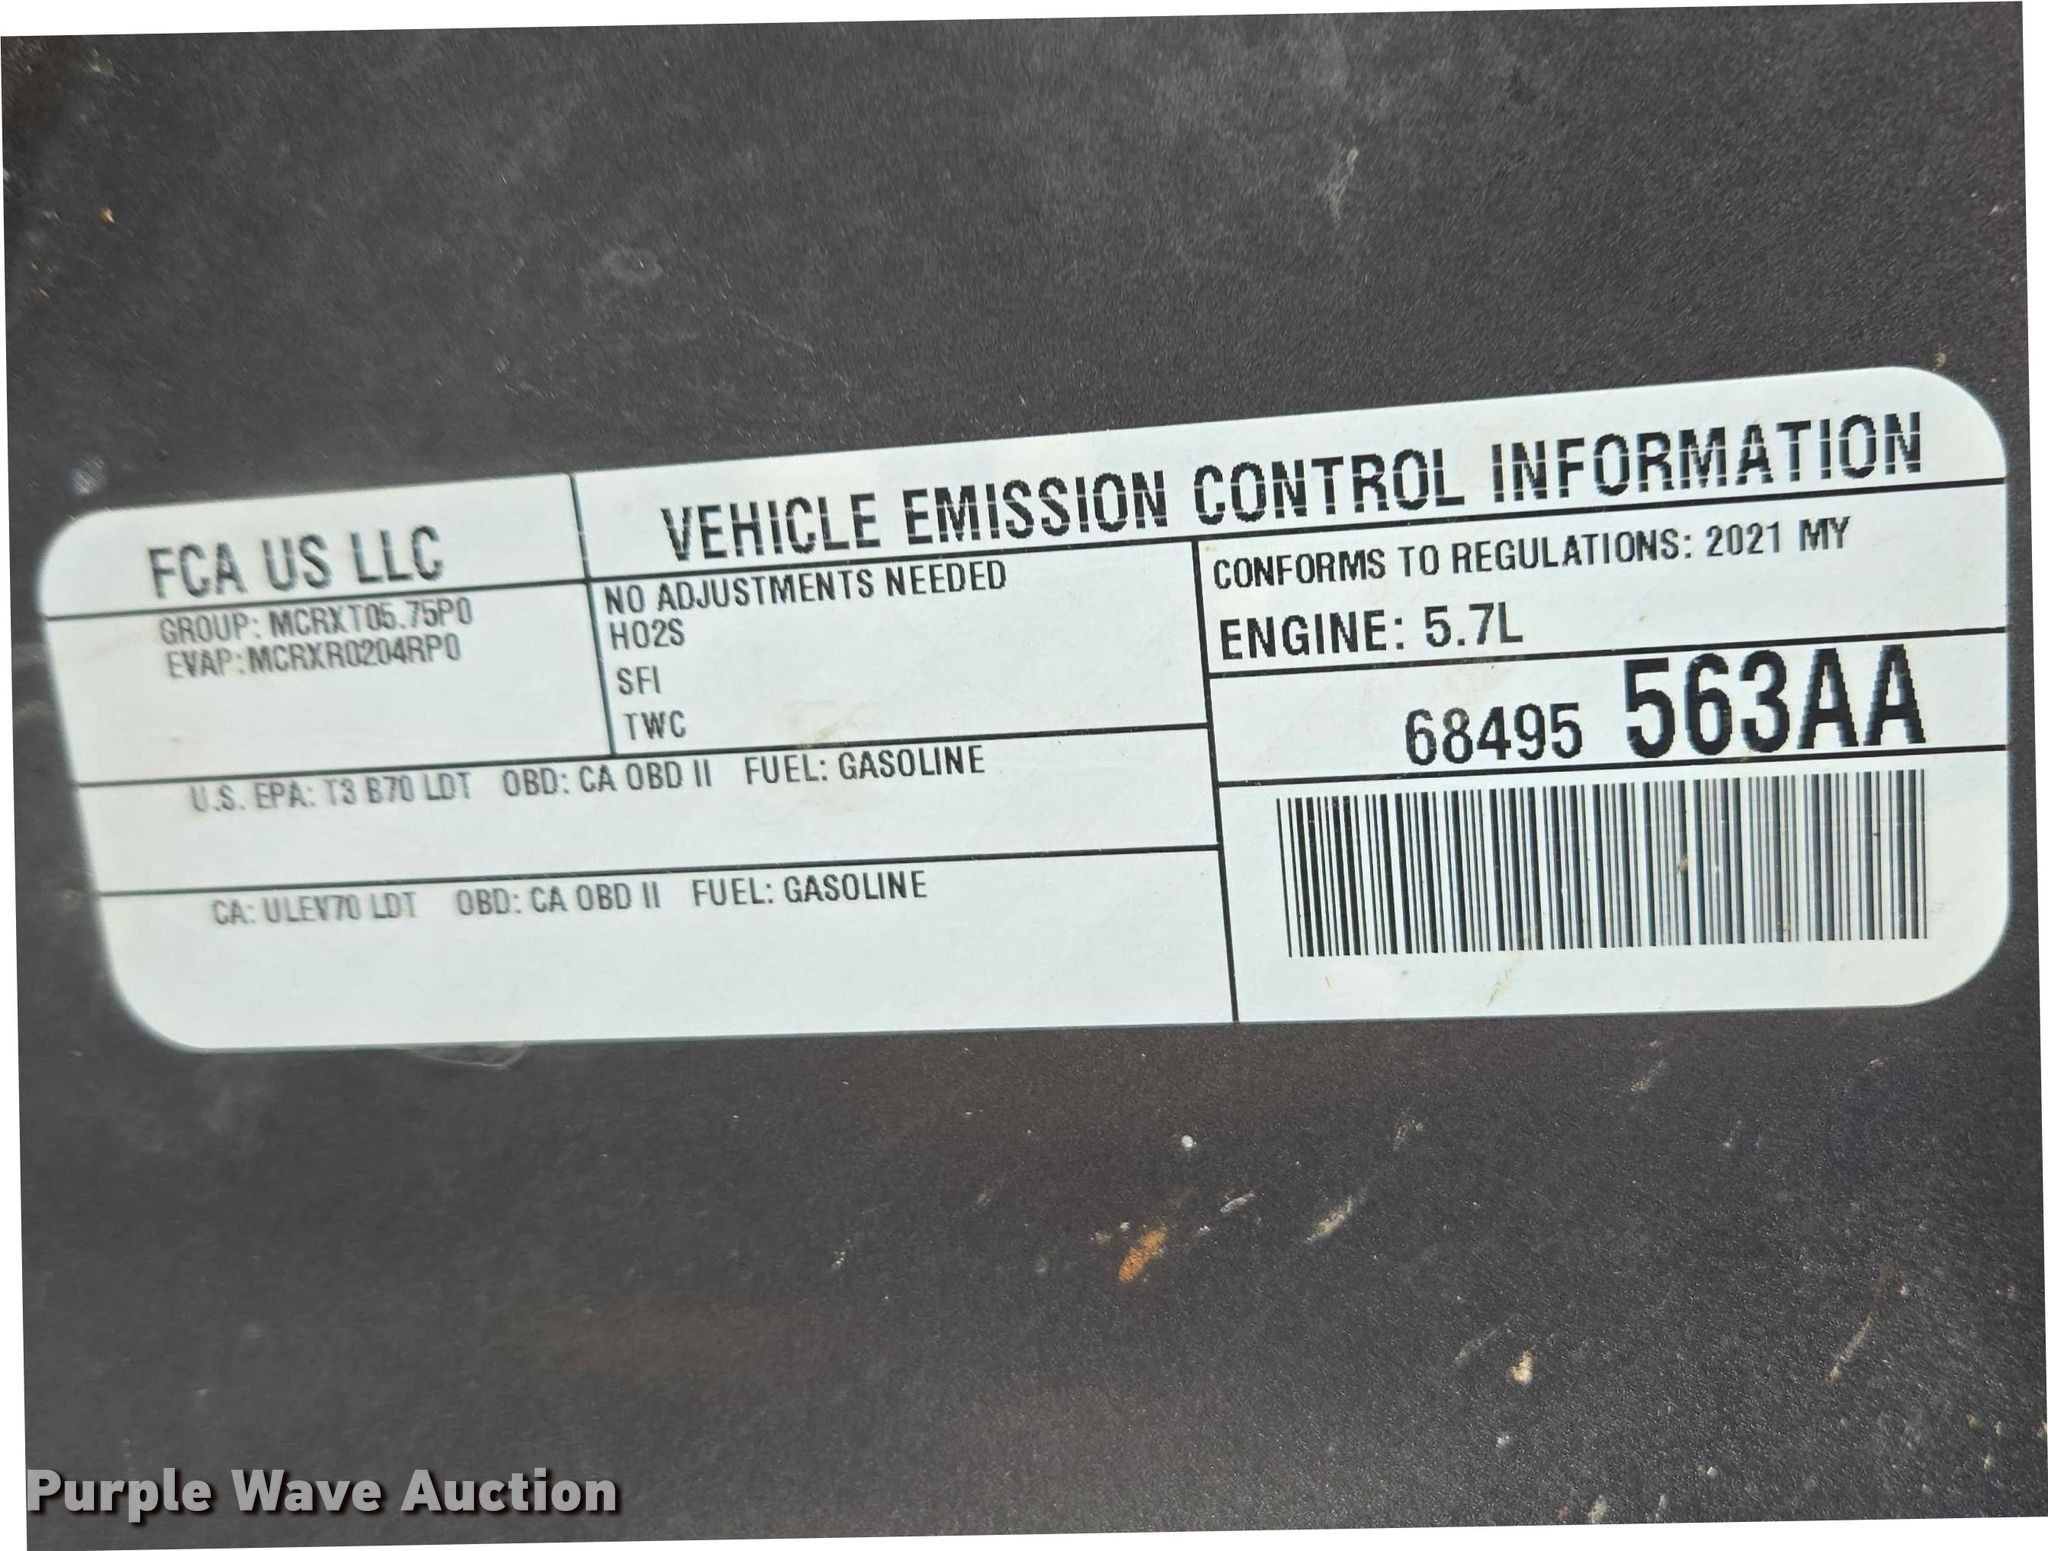 FCA US LLC
VEHICLE EMISSION CONTROL INFORMATION
GROUP: MCRXT05.75P0
EVAP:MCRXR0204RP0
NO ADJUSTMENTS NEEDED
HO2S
SFI
TWC
CONFORMS TO REGULATIONS: 2021 MY
ENGINE: 5.7L
68495 563AA
U.S. EPA: T3 B70 LDT OBD: CA OBD II FUEL: GASOLINE
CA: ULEV70 LDT OBD: CA OBD II FUEL: GASOLINE
Purple Wave Auction